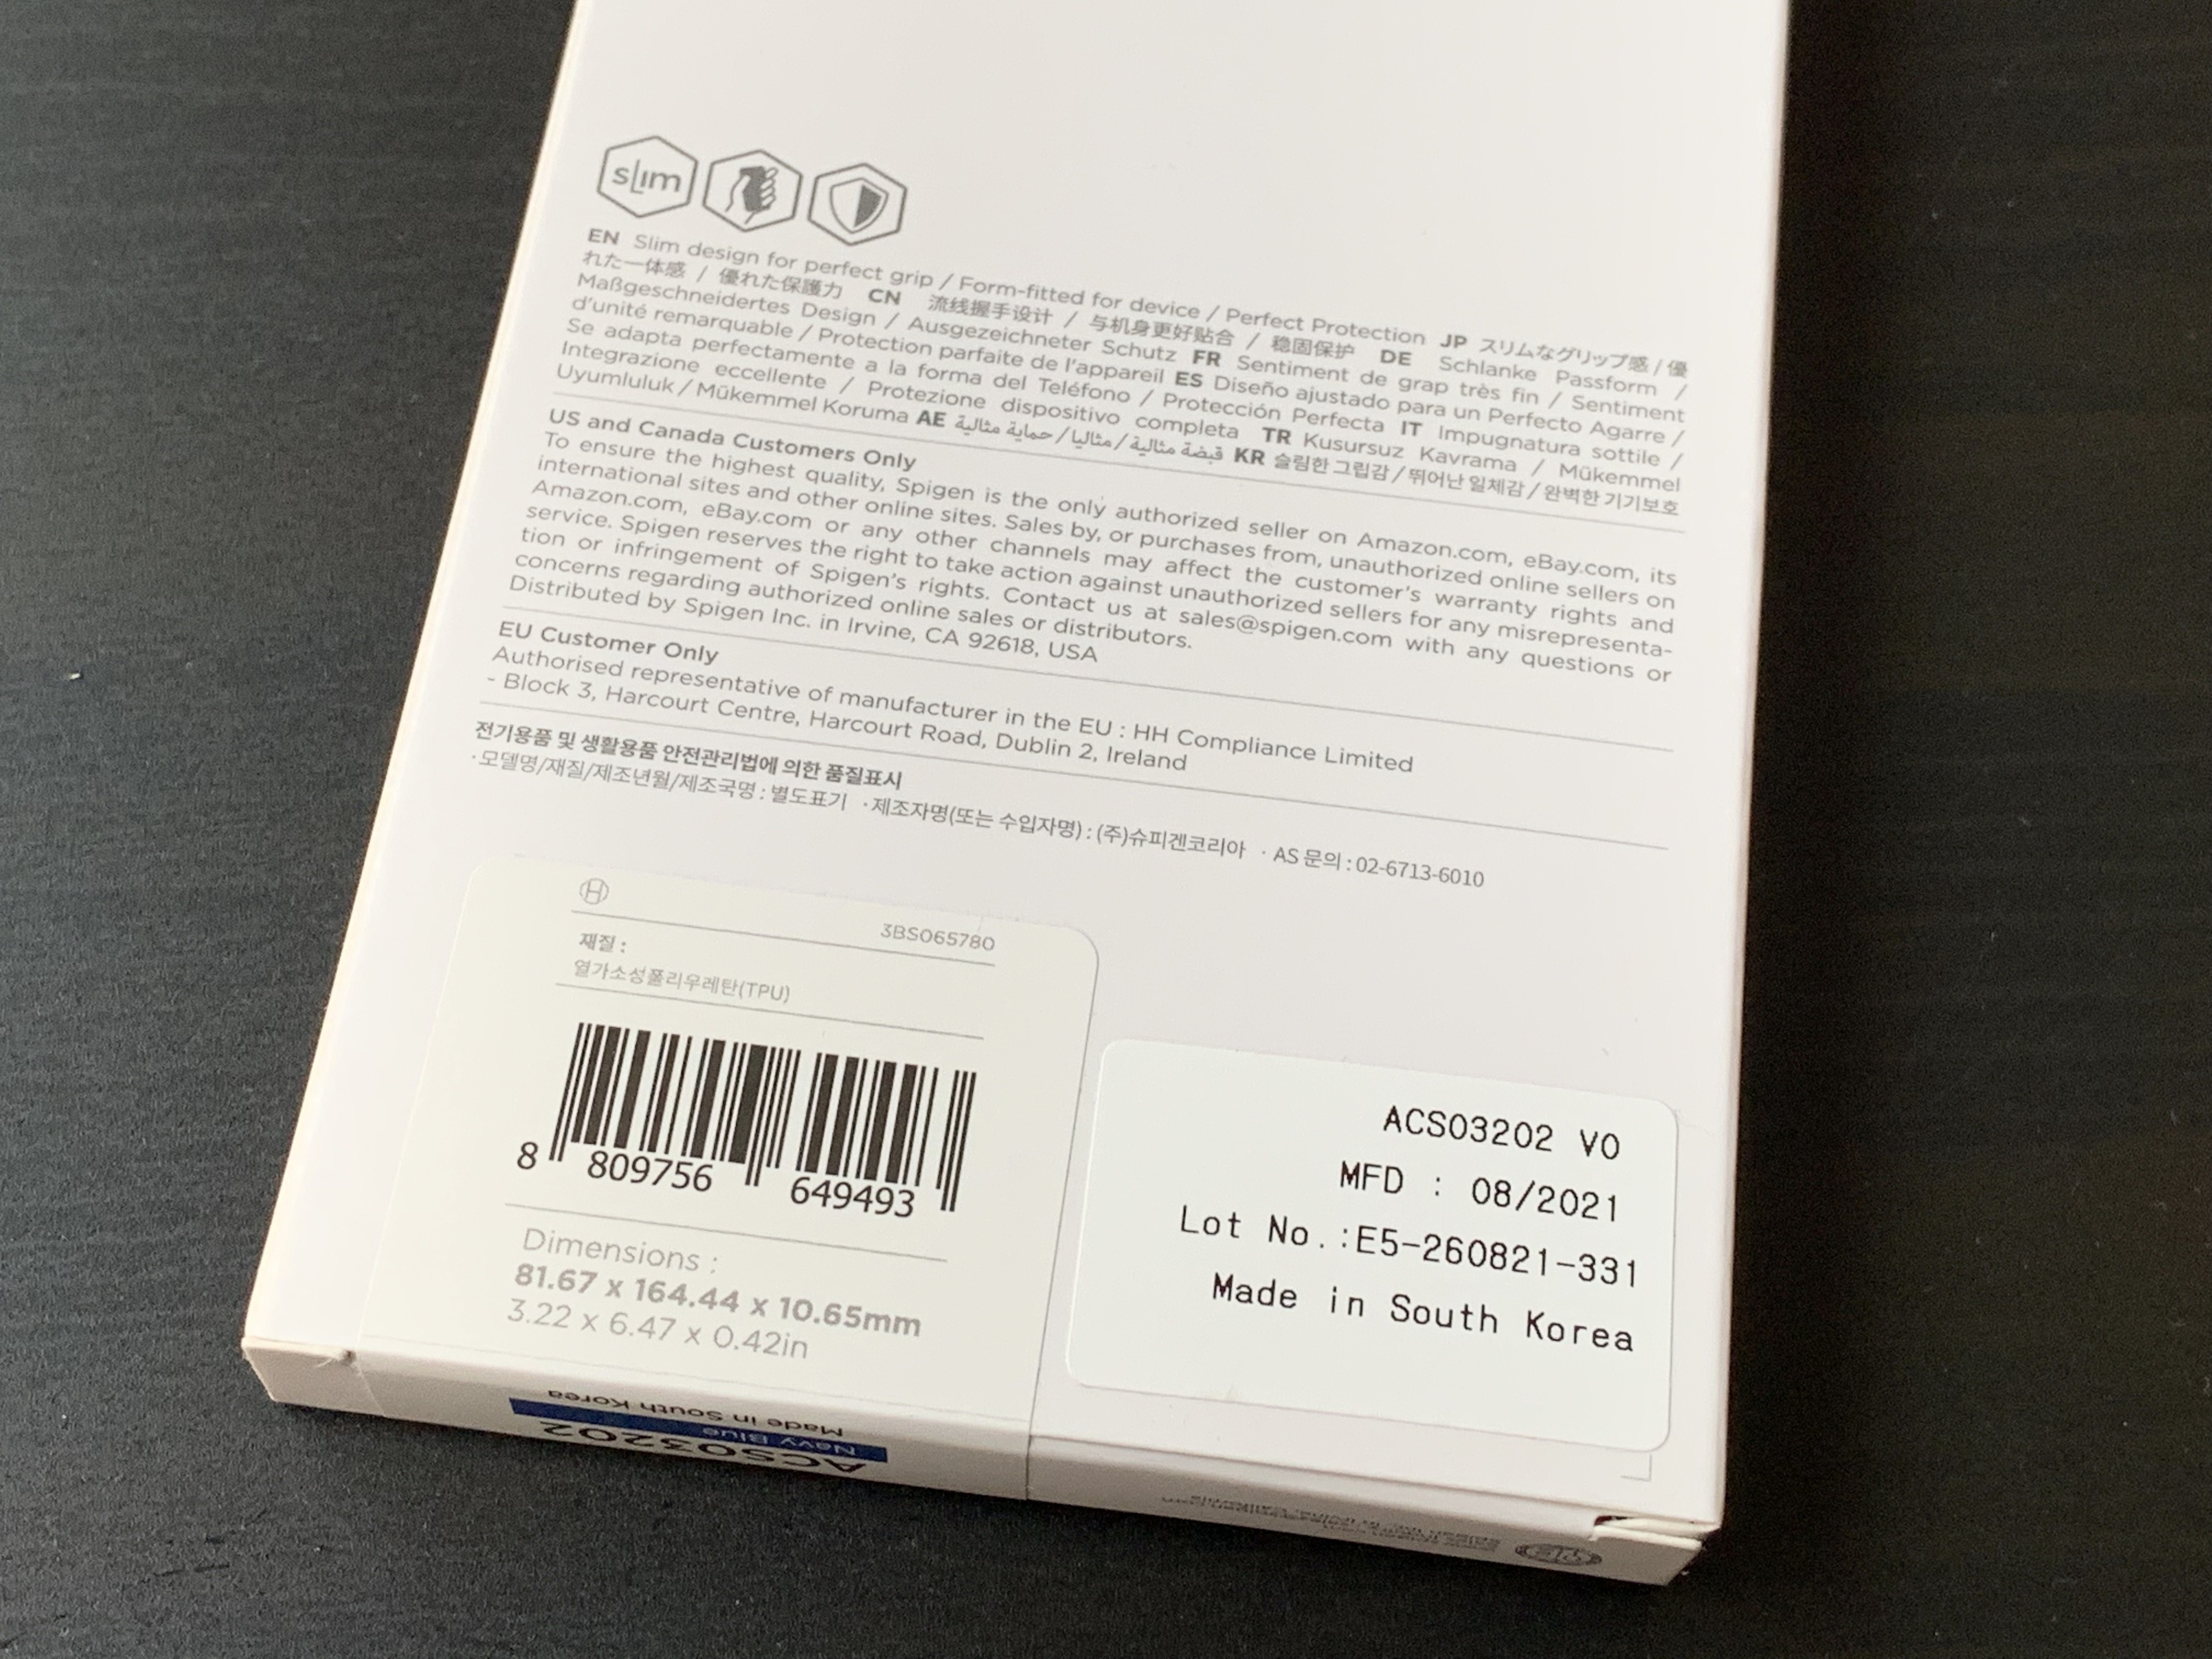 slim
EN Slim design for perfect grip / Form-fitted for device / Perfect Protection JP スリムなグリップ感 / 優
れた一体感 / 優れた保護力 CN 流线握手设计 / 与机身更好贴合 / 稳固保护 DE Schlanke Passform /
Maßgeschneidertes Design / Ausgezeichneter Schutz FR Sentiment de grap très fin / Sentiment
d'unité remarquable / Protection parfaite de l'appareil ES Diseño ajustado para un Perfecto Agarre /
Se adapta perfectamente a la forma del Teléfono / Protección Perfecta IT Impugnatura sottile /
Integrazione eccellente / Protezione dispositivo completa TR Kusursuz Kavrama / Mükemmel
Uyumluluk / Mükemmel Koruma AE قبضة مثالية / مثاليا / حماية مثالية KR 슬림한 그립감 / 뛰어난 일체감 / 완벽한 기기보호
US and Canada Customers Only
To ensure the highest quality, Spigen is the only authorized seller on Amazon.com, eBay.com, its
international sites and other online sites. Sales by, or purchases from, unauthorized online sellers on
Amazon.com, eBay.com or any other channels may affect the customer's warranty rights and
service. Spigen reserves the right to take action against unauthorized sellers for any misrepresenta-
tion or infringement of Spigen's rights. Contact us at sales@spigen.com with any questions or
concerns regarding authorized online sales or distributors.
Distributed by Spigen Inc. in Irvine, CA 92618, USA
EU Customer Only
Authorised representative of manufacturer in the EU : HH Compliance Limited
- Block 3, Harcourt Centre, Harcourt Road, Dublin 2, Ireland
전기용품 및 생활용품 안전관리법에 의한 품질표시
·모델명/재질/제조년월/제조국명 : 별도표기 ·제조자명(또는 수입자명) : (주)슈피겐코리아 · AS 문의 : 02-6713-6010
H
3BS065780
재질 :
열가소성폴리우레탄(TPU)
8 809756 649493
Dimensions :
81.67 x 164.44 x 10.65mm
3.22 x 6.47 x 0.42in
ACS03202 V0
MFD : 08/2021
Lot No.:E5-260821-331
Made in South Korea
ACS03202
Navy Blue
Made in South Korea